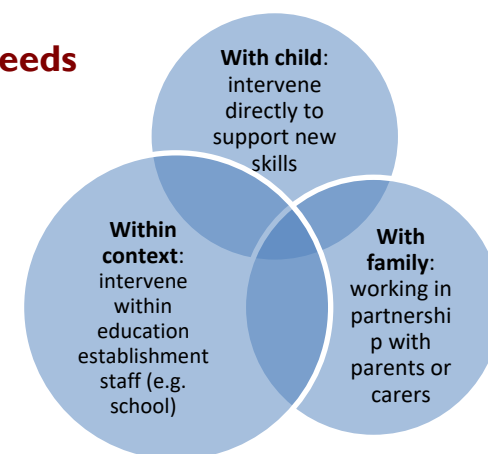 eeds
With child:
intervene
directly to
support new
skills
Within
context:
intervene
within
education
establishment
staff (e.g.
school)
With
family:
working in
partnershi
p with
parents or
carers